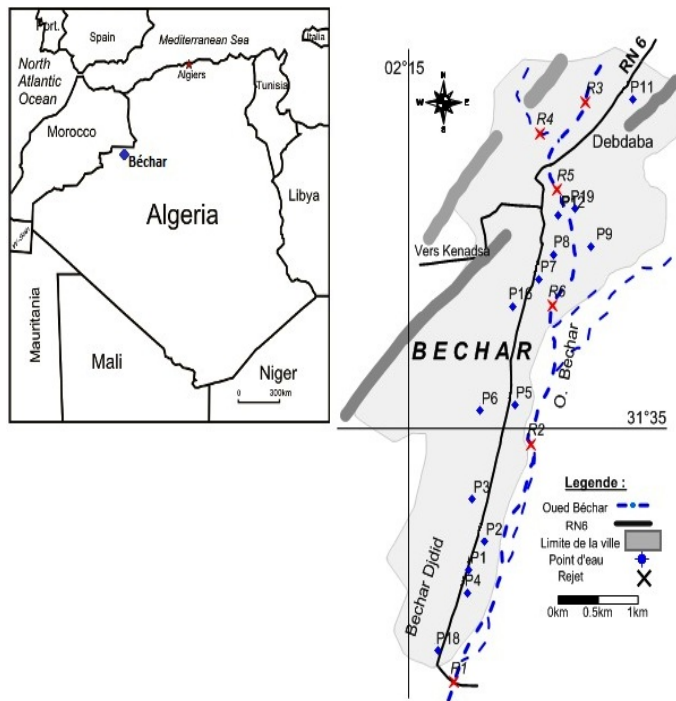 Port.
Spain
Mediterranean Sea
Italia
North
Atlantic
Ocean
Algiers
Tunisia
Morocco
Béchar
Algeria
Libya
Mauritania
Mali
Niger
0 300km
02°15
N
W E
S
RN 6
R3
P11
R4
Debdaba
R5
P19
P12
P9
P8
Vers Kenadsa
P7
P16
R6
BECHAR
O. Bechar
P6
P5
31°35
R2
P3
P2
P1
P4
Bechar Djdid
P18
R1
Legende :
Oued Béchar
RN6
Limite de la ville
Point d'eau
Rejet
0km 0.5km 1km